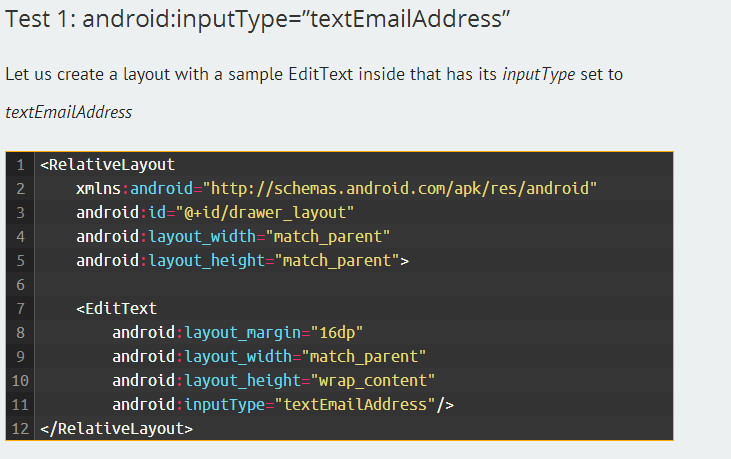 Test 1: android:inputType=”textEmailAddress”
Let us create a layout with a sample EditText inside that has its inputType set to
textEmailAddress
1 <RelativeLayout
2     xmlns:android="http://schemas.android.com/apk/res/android"
3     android:id="@+id/drawer_layout"
4     android:layout_width="match_parent"
5     android:layout_height="match_parent">
6
7     <EditText
8         android:layout_margin="16dp"
9         android:layout_width="match_parent"
10         android:layout_height="wrap_content"
11         android:inputType="textEmailAddress"/>
12 </RelativeLayout>